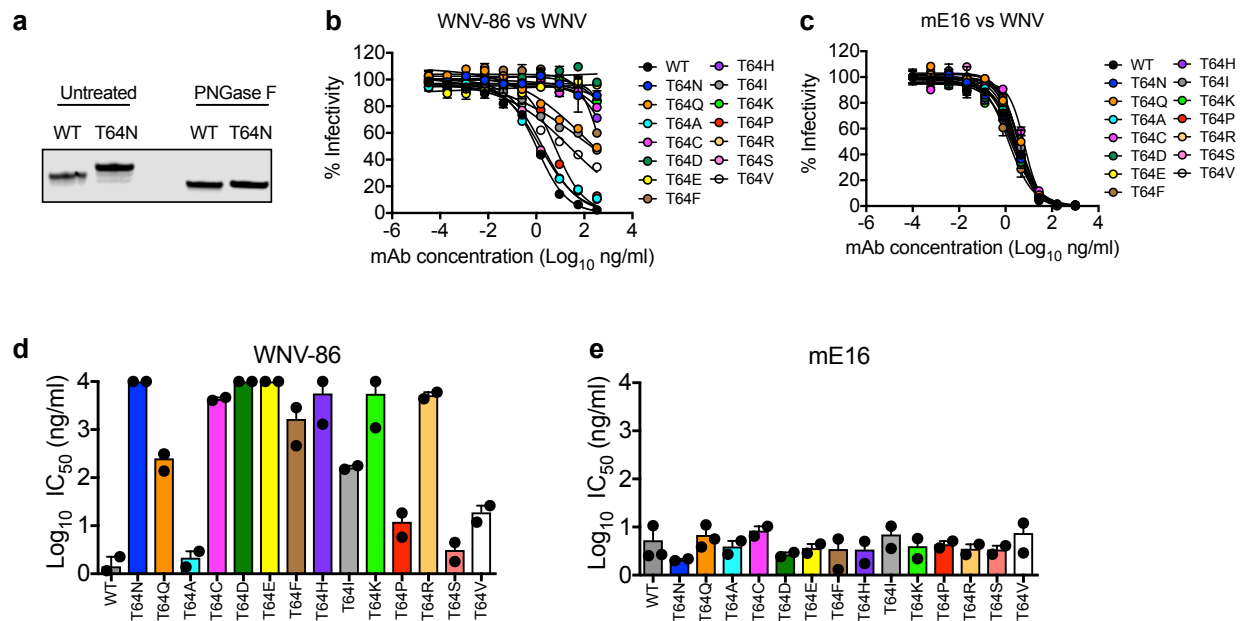 a
Untreated
PNGase F
WT T64N
WT T64N
b
WNV-86 vs WNV
% Infectivity
120
100
80
60
40
20
0
-6 -4 -2 0 2 4
mAb concentration (Log10 ng/ml)
WT
T64N
T64Q
T64A
T64C
T64D
T64E
T64F
T64H
T64I
T64K
T64P
T64R
T64S
T64V
c
mE16 vs WNV
% Infectivity
120
100
80
60
40
20
0
-6 -4 -2 0 2 4
mAb concentration (Log10 ng/ml)
WT
T64N
T64Q
T64A
T64C
T64D
T64E
T64F
T64H
T64I
T64K
T64P
T64R
T64S
T64V
d
WNV-86
Log10 IC50 (ng/ml)
4
3
2
1
0
WT T64N T64Q T64A T64C T64D T64E T64F T64H T64I T64K T64P T64R T64S T64V
e
mE16
Log10 IC50 (ng/ml)
4
3
2
1
0
WT T64N T64Q T64A T64C T64D T64E T64F T64H T64I T64K T64P T64R T64S T64V